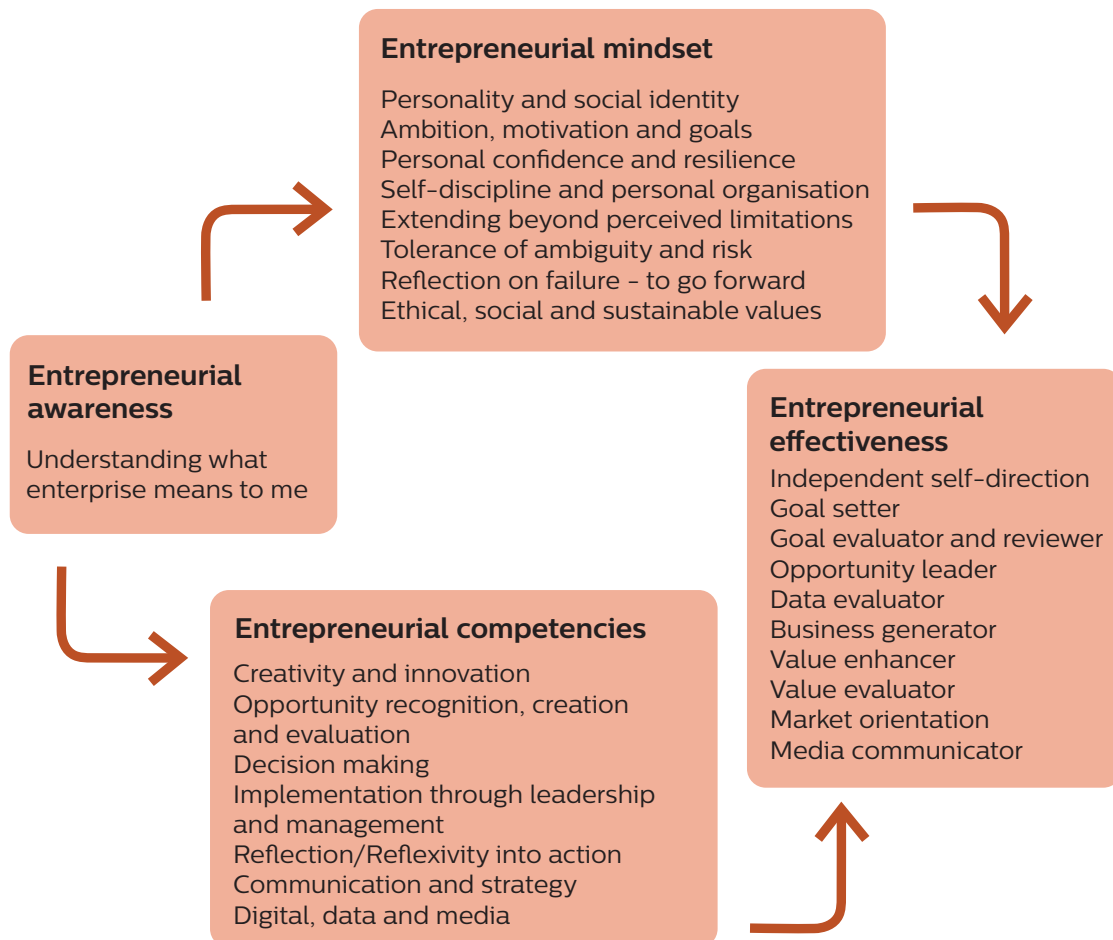 Entrepreneurial mindset
Personality and social identity
Ambition, motivation and goals
Personal confidence and resilience
Self-discipline and personal organisation
Extending beyond perceived limitations
Tolerance of ambiguity and risk
Reflection on failure - to go forward
Ethical, social and sustainable values
Entrepreneurial
awareness
Understanding what
enterprise means to me
Entrepreneurial competencies
Creativity and innovation
Opportunity recognition, creation
and evaluation
Decision making
Implementation through leadership
and management
Reflection/Reflexivity into action
Communication and strategy
Digital, data and media
Entrepreneurial
effectiveness
Independent self-direction
Goal setter
Goal evaluator and reviewer
Opportunity leader
Data evaluator
Business generator
Value enhancer
Value evaluator
Market orientation
Media communicator